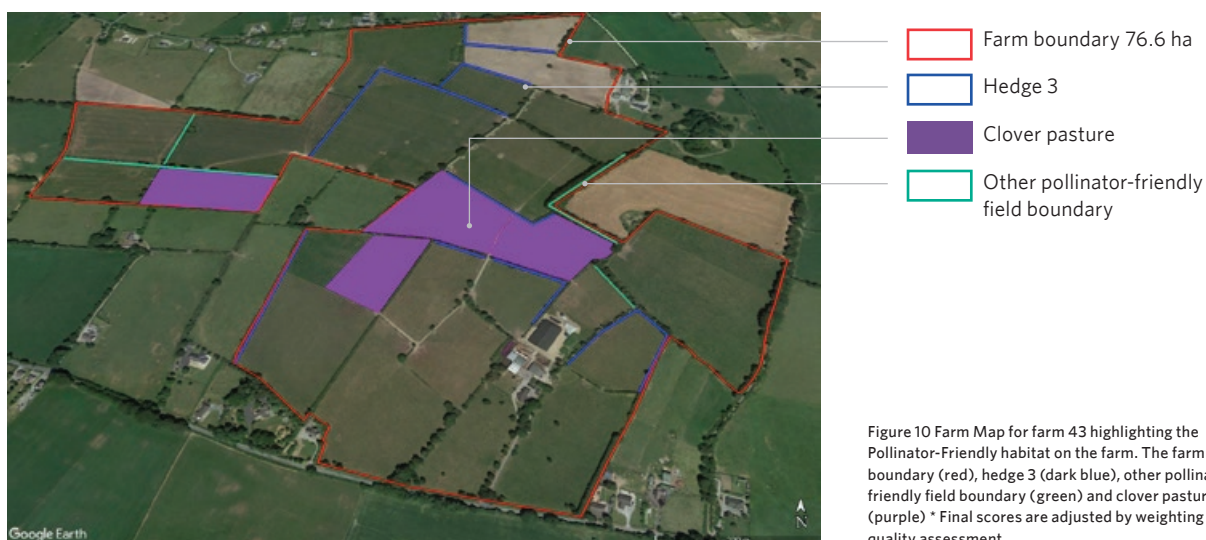 Farm boundary 76.6 ha
Hedge 3
Clover pasture
Other pollinator-friendly
field boundary
Figure 10 Farm Map for farm 43 highlighting the
Pollinator-Friendly habitat on the farm. The farm
boundary (red), hedge 3 (dark blue), other
friendly field boundary (green) and clover
(purple) * Final scores are adjusted by weighting
quality assessment
Google Earth
N